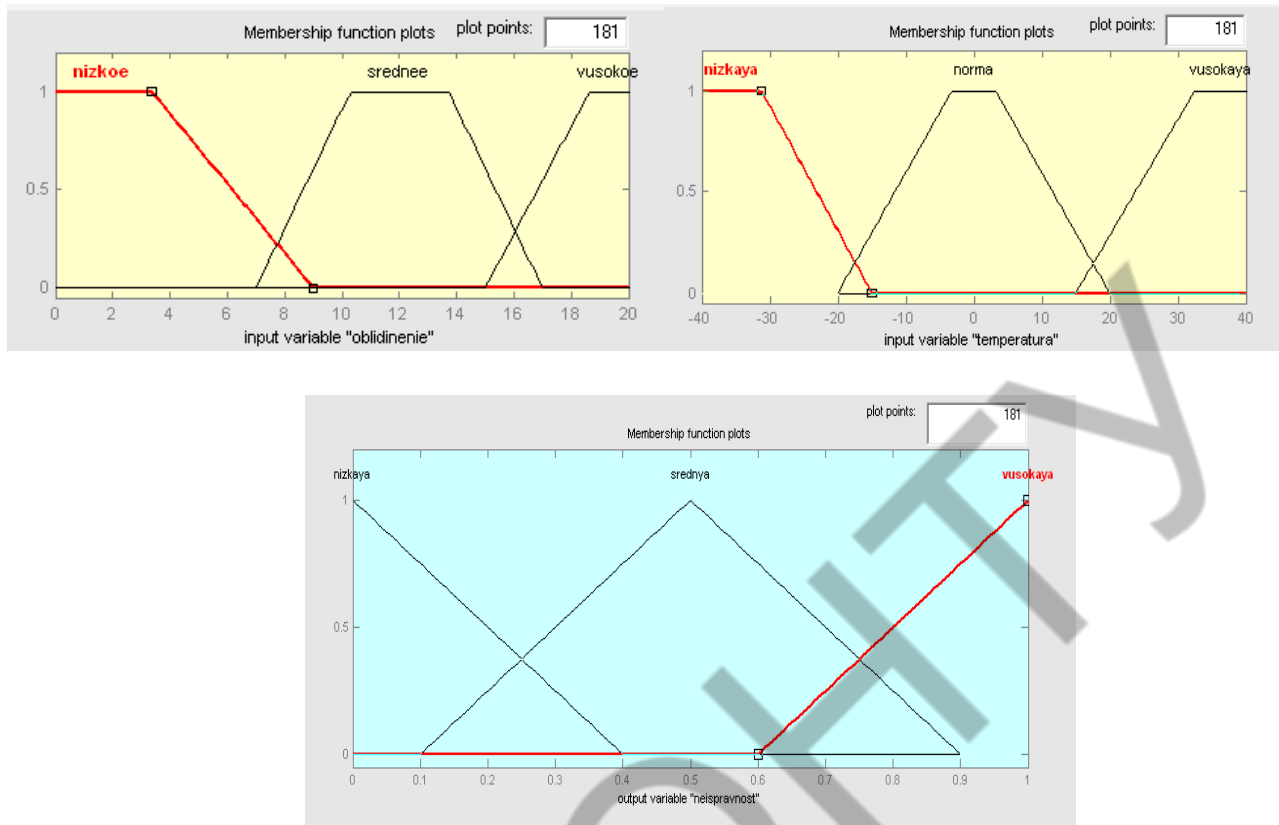 Membership function plots plot points: 181
nizkoe srednee vusokoe
1
0.5
0
0 2 4 6 8 10 12 14 16 18 20
input variable "oblidinenie"
Membership function plots plot points: 181
nizkaya norma vusokaya
1
0.5
0
-40 -30 -20 -10 0 10 20 30 40
input variable "temperatura"
plot points: 181
Membership function plots
nizkaya srednya vusokaya
1
0.5
0
0 0.1 0.2 0.3 0.4 0.5 0.6 0.7 0.8 0.9 1
output variable "neispravnost"